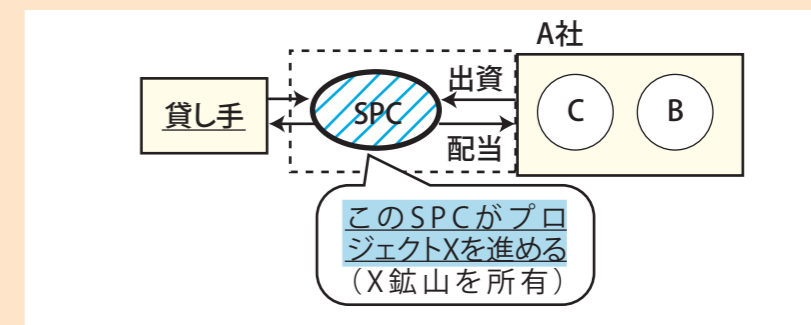 A社
貸し手
SPC
出資
配当
C
B
このSPCがプロ
ジェクトXを進める
（X鉱山を所有）